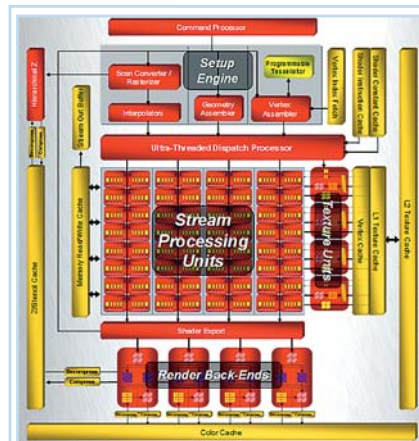 Command Processor
Setup
Engine
Scan Converter /
Rasterizer
Programmable
Tessellator
Interpolators
Geometry
Assembler
Vertex
Assembler
Vertex Index Fetch
Shader Instruction Cache
Shader Constant Cache
Hierarchical Z
Stream Out Buffer
Ultra-Threaded Dispatch Processor
Stream
Processing
Units
Texture Units
Memory Read/Write Cache
Z/Stencil Cache
Vertex Cache
L1 Texture Cache
L2 Texture Cache
Shader Export
Render Back-Ends
Decompress
Compress
Color Cache